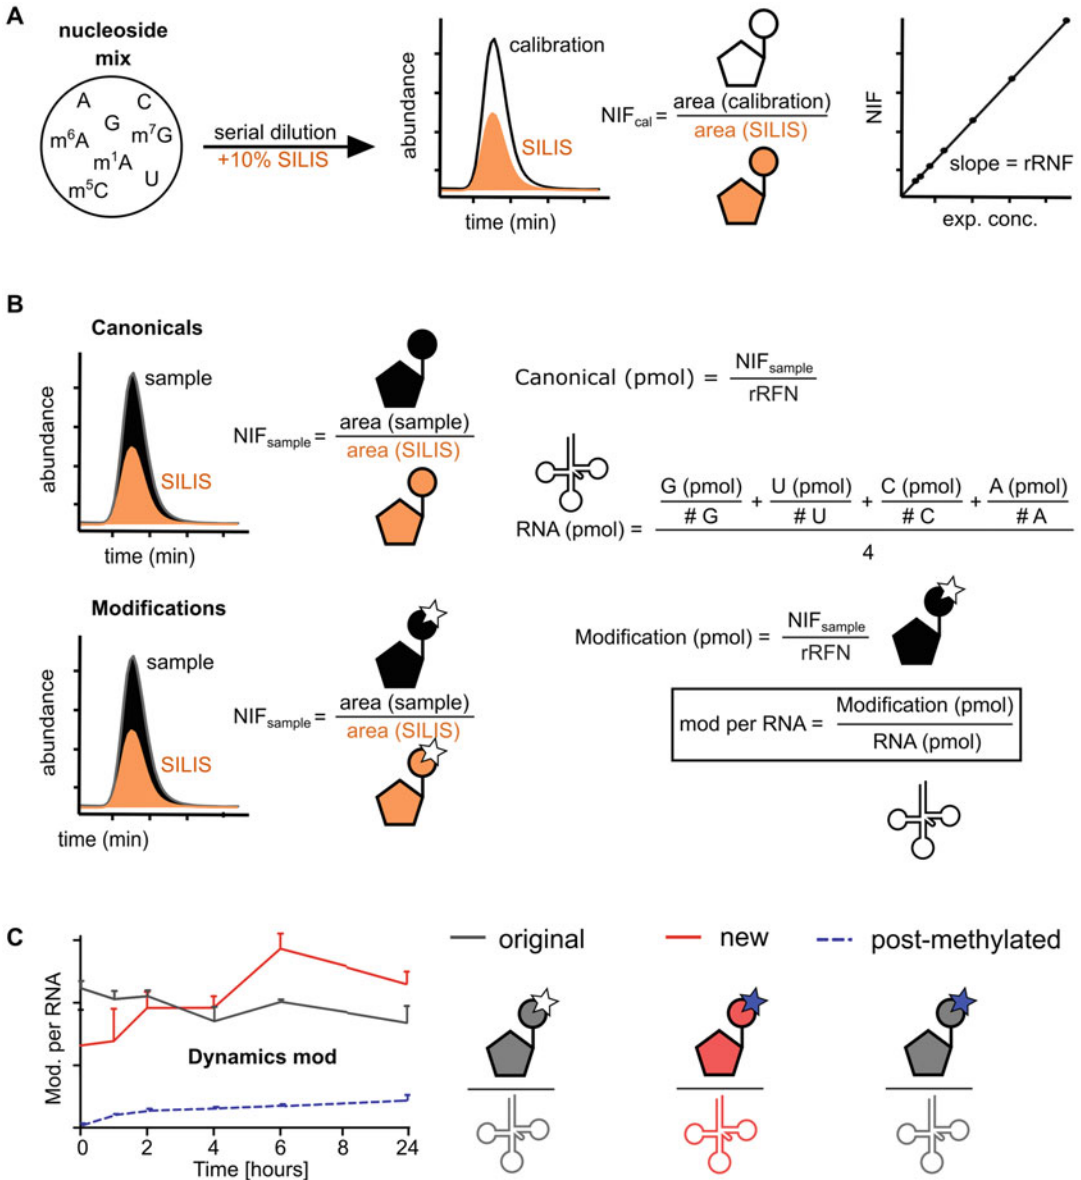 A
nucleoside
mix
A C
G
m⁶A m⁷G
m¹A
m⁵C U
serial dilution
+10% SILIS
abundance
calibration
SILIS
time (min)
NIFcal = area (calibration)
area (SILIS)
NIF
slope = rRNF
exp. conc.
B
Canonicals
abundance
sample
SILIS
time (min)
NIFsample = area (sample)
area (SILIS)
Canonical (pmol) = NIFsample
rRFN
RNA (pmol) = G (pmol) + U (pmol) + C (pmol) + A (pmol)
# G # U # C # A
4
Modifications
abundance
sample
SILIS
time (min)
NIFsample = area (sample)
area (SILIS)
Modification (pmol) = NIFsample
rRFN
mod per RNA = Modification (pmol)
RNA (pmol)
C
Mod. per RNA
Dynamics mod
0 2 4 6 8 24
Time [hours]
original new post-methylated